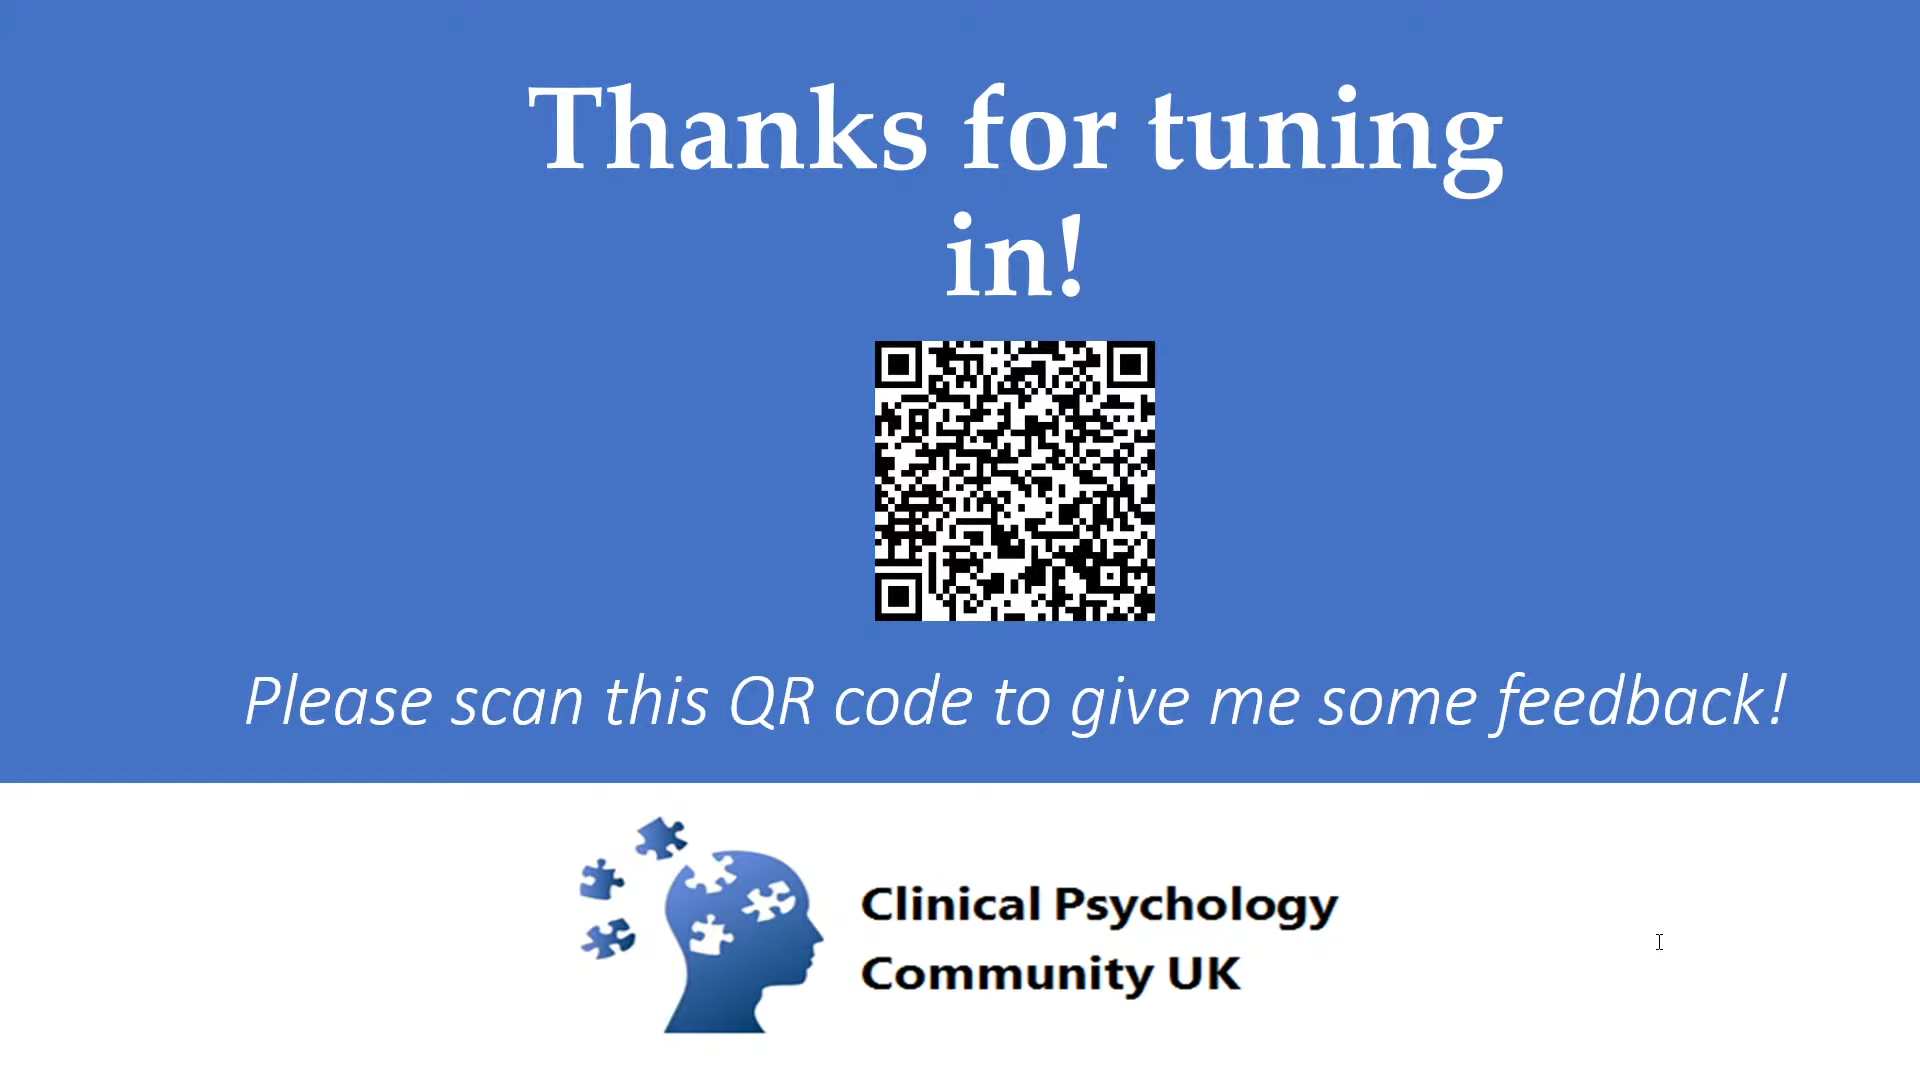 Thanks for tuning
in!
Please scan this QR code to give me some feedback!
Clinical Psychology
Community UK